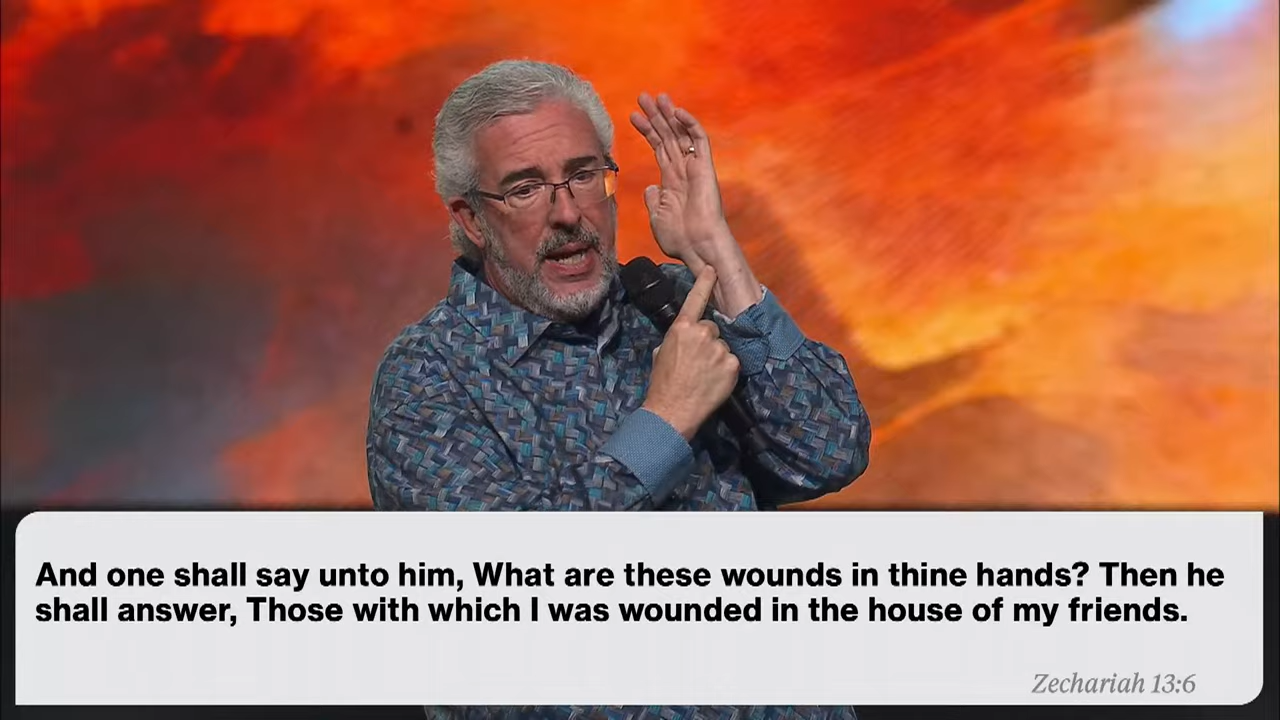 And one shall say unto him, What are these wounds in thine hands? Then he
shall answer, Those with which I was wounded in the house of my friends.
Zechariah 13:6